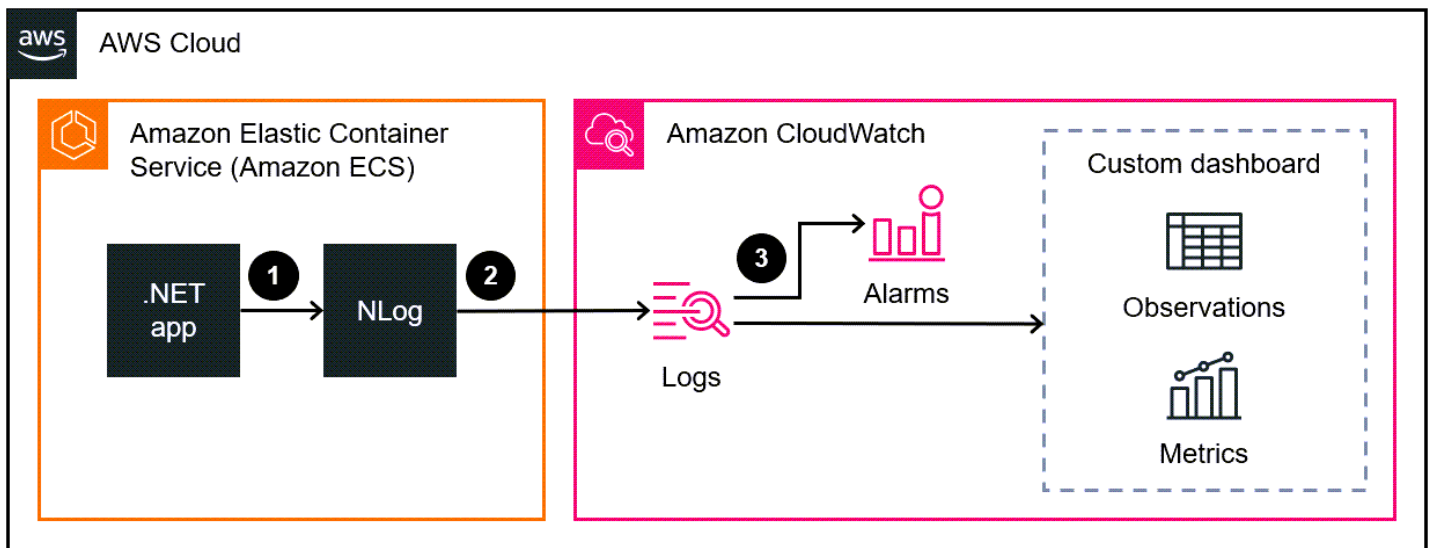 aws
AWS Cloud
Amazon Elastic Container
Service (Amazon ECS)
.NET
app
1
NLog
2
Amazon CloudWatch
Logs
3
Alarms
Custom dashboard
Observations
Metrics